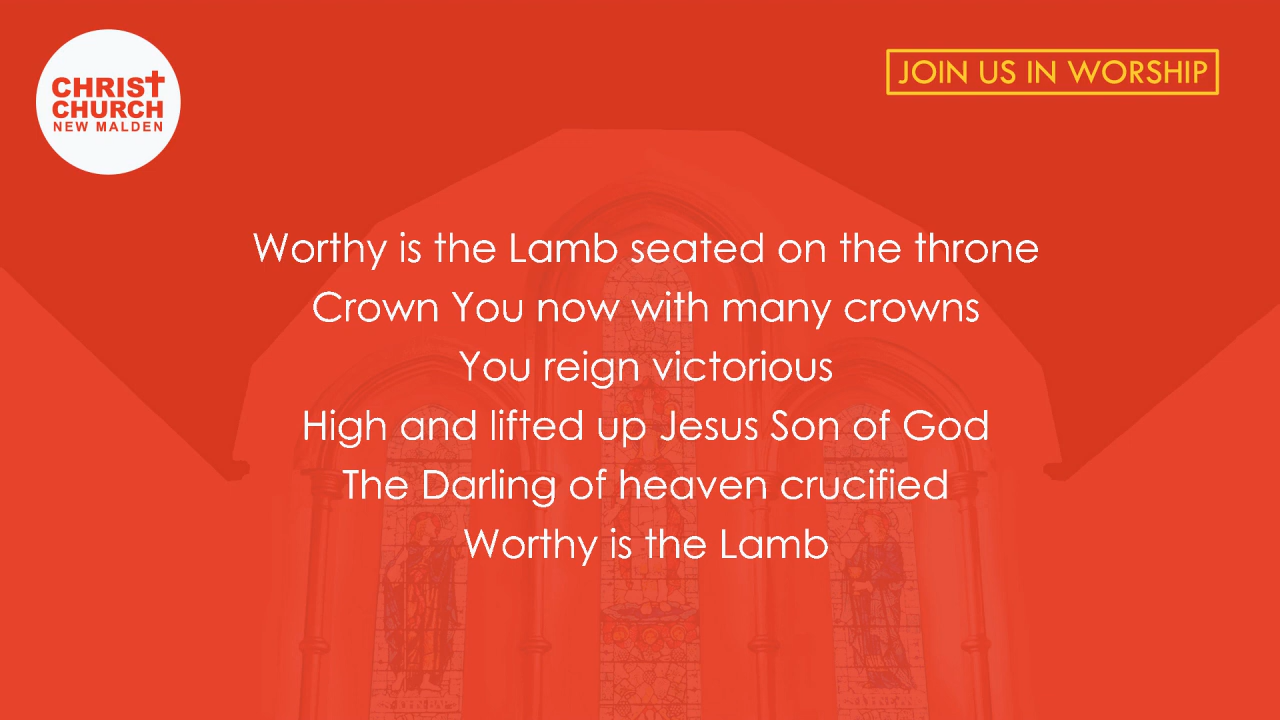 CHRIST
CHURCH
NEW MALDEN
JOIN US IN WORSHIP
Worthy is the Lamb seated on the throne
Crown You now with many crowns
You reign victorious
High and lifted up Jesus Son of God
The Darling of heaven crucified
Worthy is the Lamb